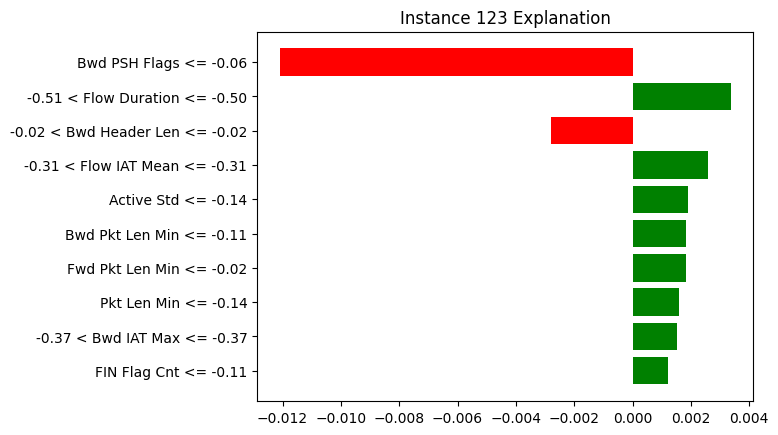 Instance 123 Explanation
Bwd PSH Flags <= -0.06
-0.51 < Flow Duration <= -0.50
-0.02 < Bwd Header Len <= -0.02
-0.31 < Flow IAT Mean <= -0.31
Active Std <= -0.14
Bwd Pkt Len Min <= -0.11
Fwd Pkt Len Min <= -0.02
Pkt Len Min <= -0.14
-0.37 < Bwd IAT Max <= -0.37
FIN Flag Cnt <= -0.11
−0.012 −0.010 −0.008 −0.006 −0.004 −0.002 0.000 0.002 0.004